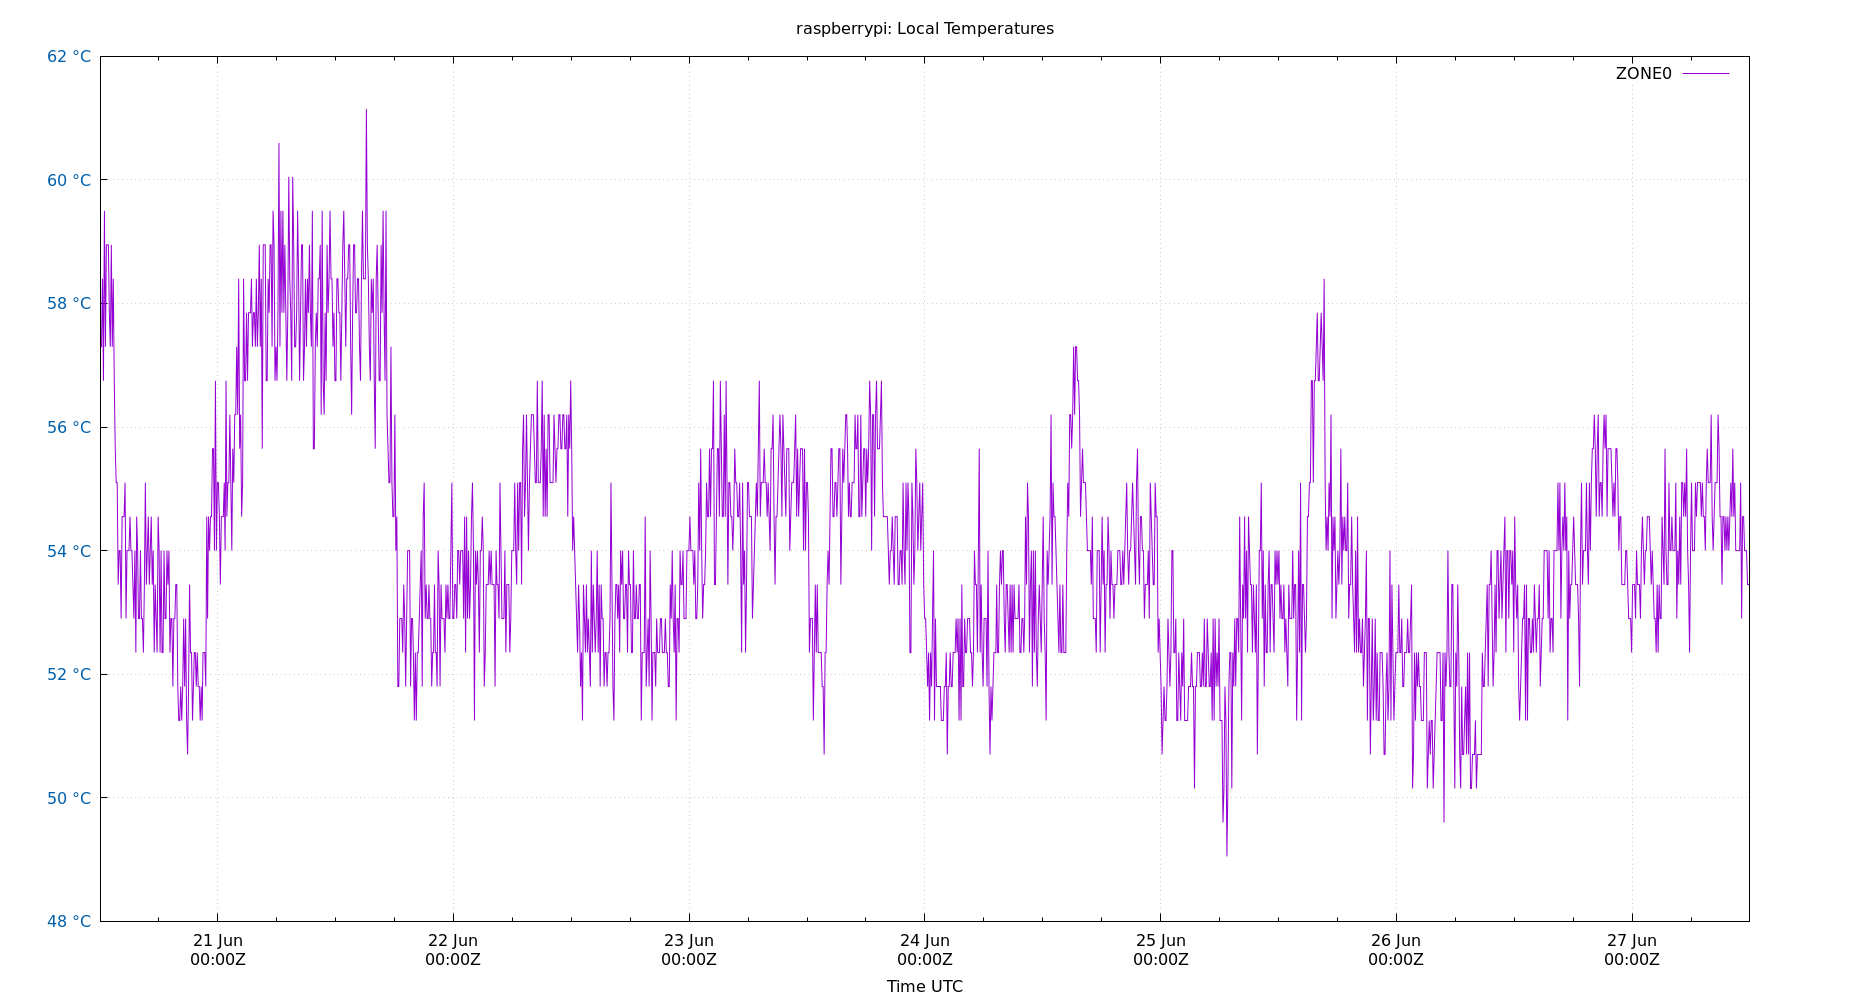 raspberrypi: Local Temperatures
62 °C
ZONE0
60 °C
58 °C
56 °C
54 °C
52 °C
50 °C
48 °C
21 Jun 22 Jun 23 Jun 24 Jun 25 Jun 26 Jun 27 Jun
00:00Z 00:00Z 00:00Z 00:00Z 00:00Z 00:00Z 00:00Z
Time UTC